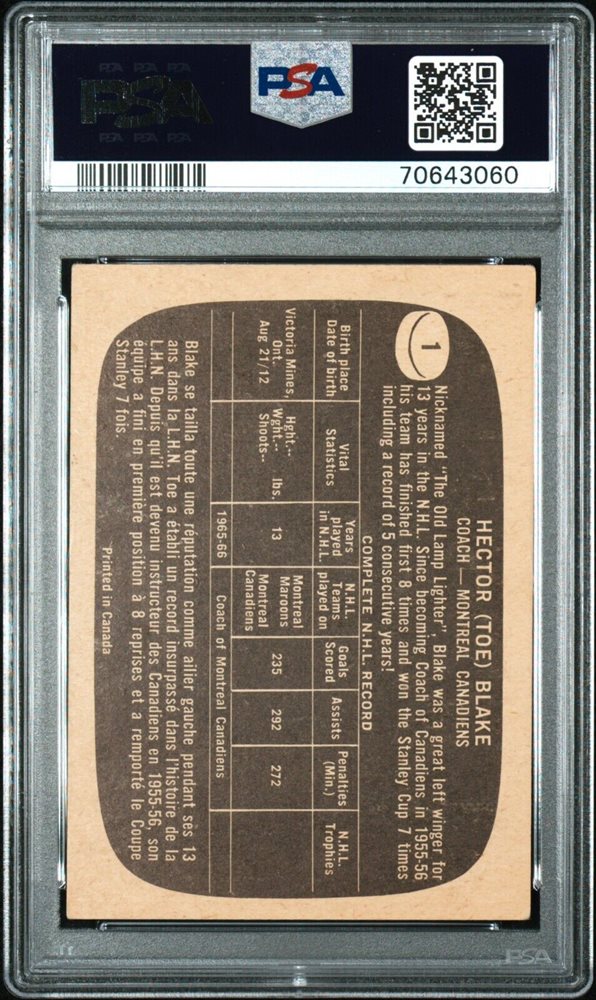 PSA
PSA
70643060
1
HECTOR (TOE) BLAKE
COACH — MONTREAL CANADIENS
Nicknamed "The Old Lamp Lighter", Blake was a great left winger for
13 years in the N.H.L. Since becoming Coach of Canadiens in 1955-56
his team has finished first 8 times and won the Stanley Cup 7 times
including a record of 5 consecutive years!
COMPLETE N.H.L. RECORD
Birth place Date of birth
Vital Statistics
Years played in N.H.L.
N.H.L. Teams played on
Goals Scored
Assists
Penalties (Min.)
N.H.L. Trophies
Victoria Mines, Ont. Aug 21/12
Hght.-- Wght.-- lbs. Shoots--
13
Montreal Maroons Montreal Canadiens
235
292
272
1965-66
Coach of Montreal Canadiens
Blake se tailla toute une réputation comme ailier gauche pendant ses 13
ans dans la L.H.N. Toe a établi un record insurpassé dans l'histoire de la
L.H.N. Depuis qu'il est devenu instructeur des Canadiens en 1955-56, son
équipe a fini en première position à 8 reprises et a remporté le Coupe
Stanley 7 fois.
Printed in Canada
PSA